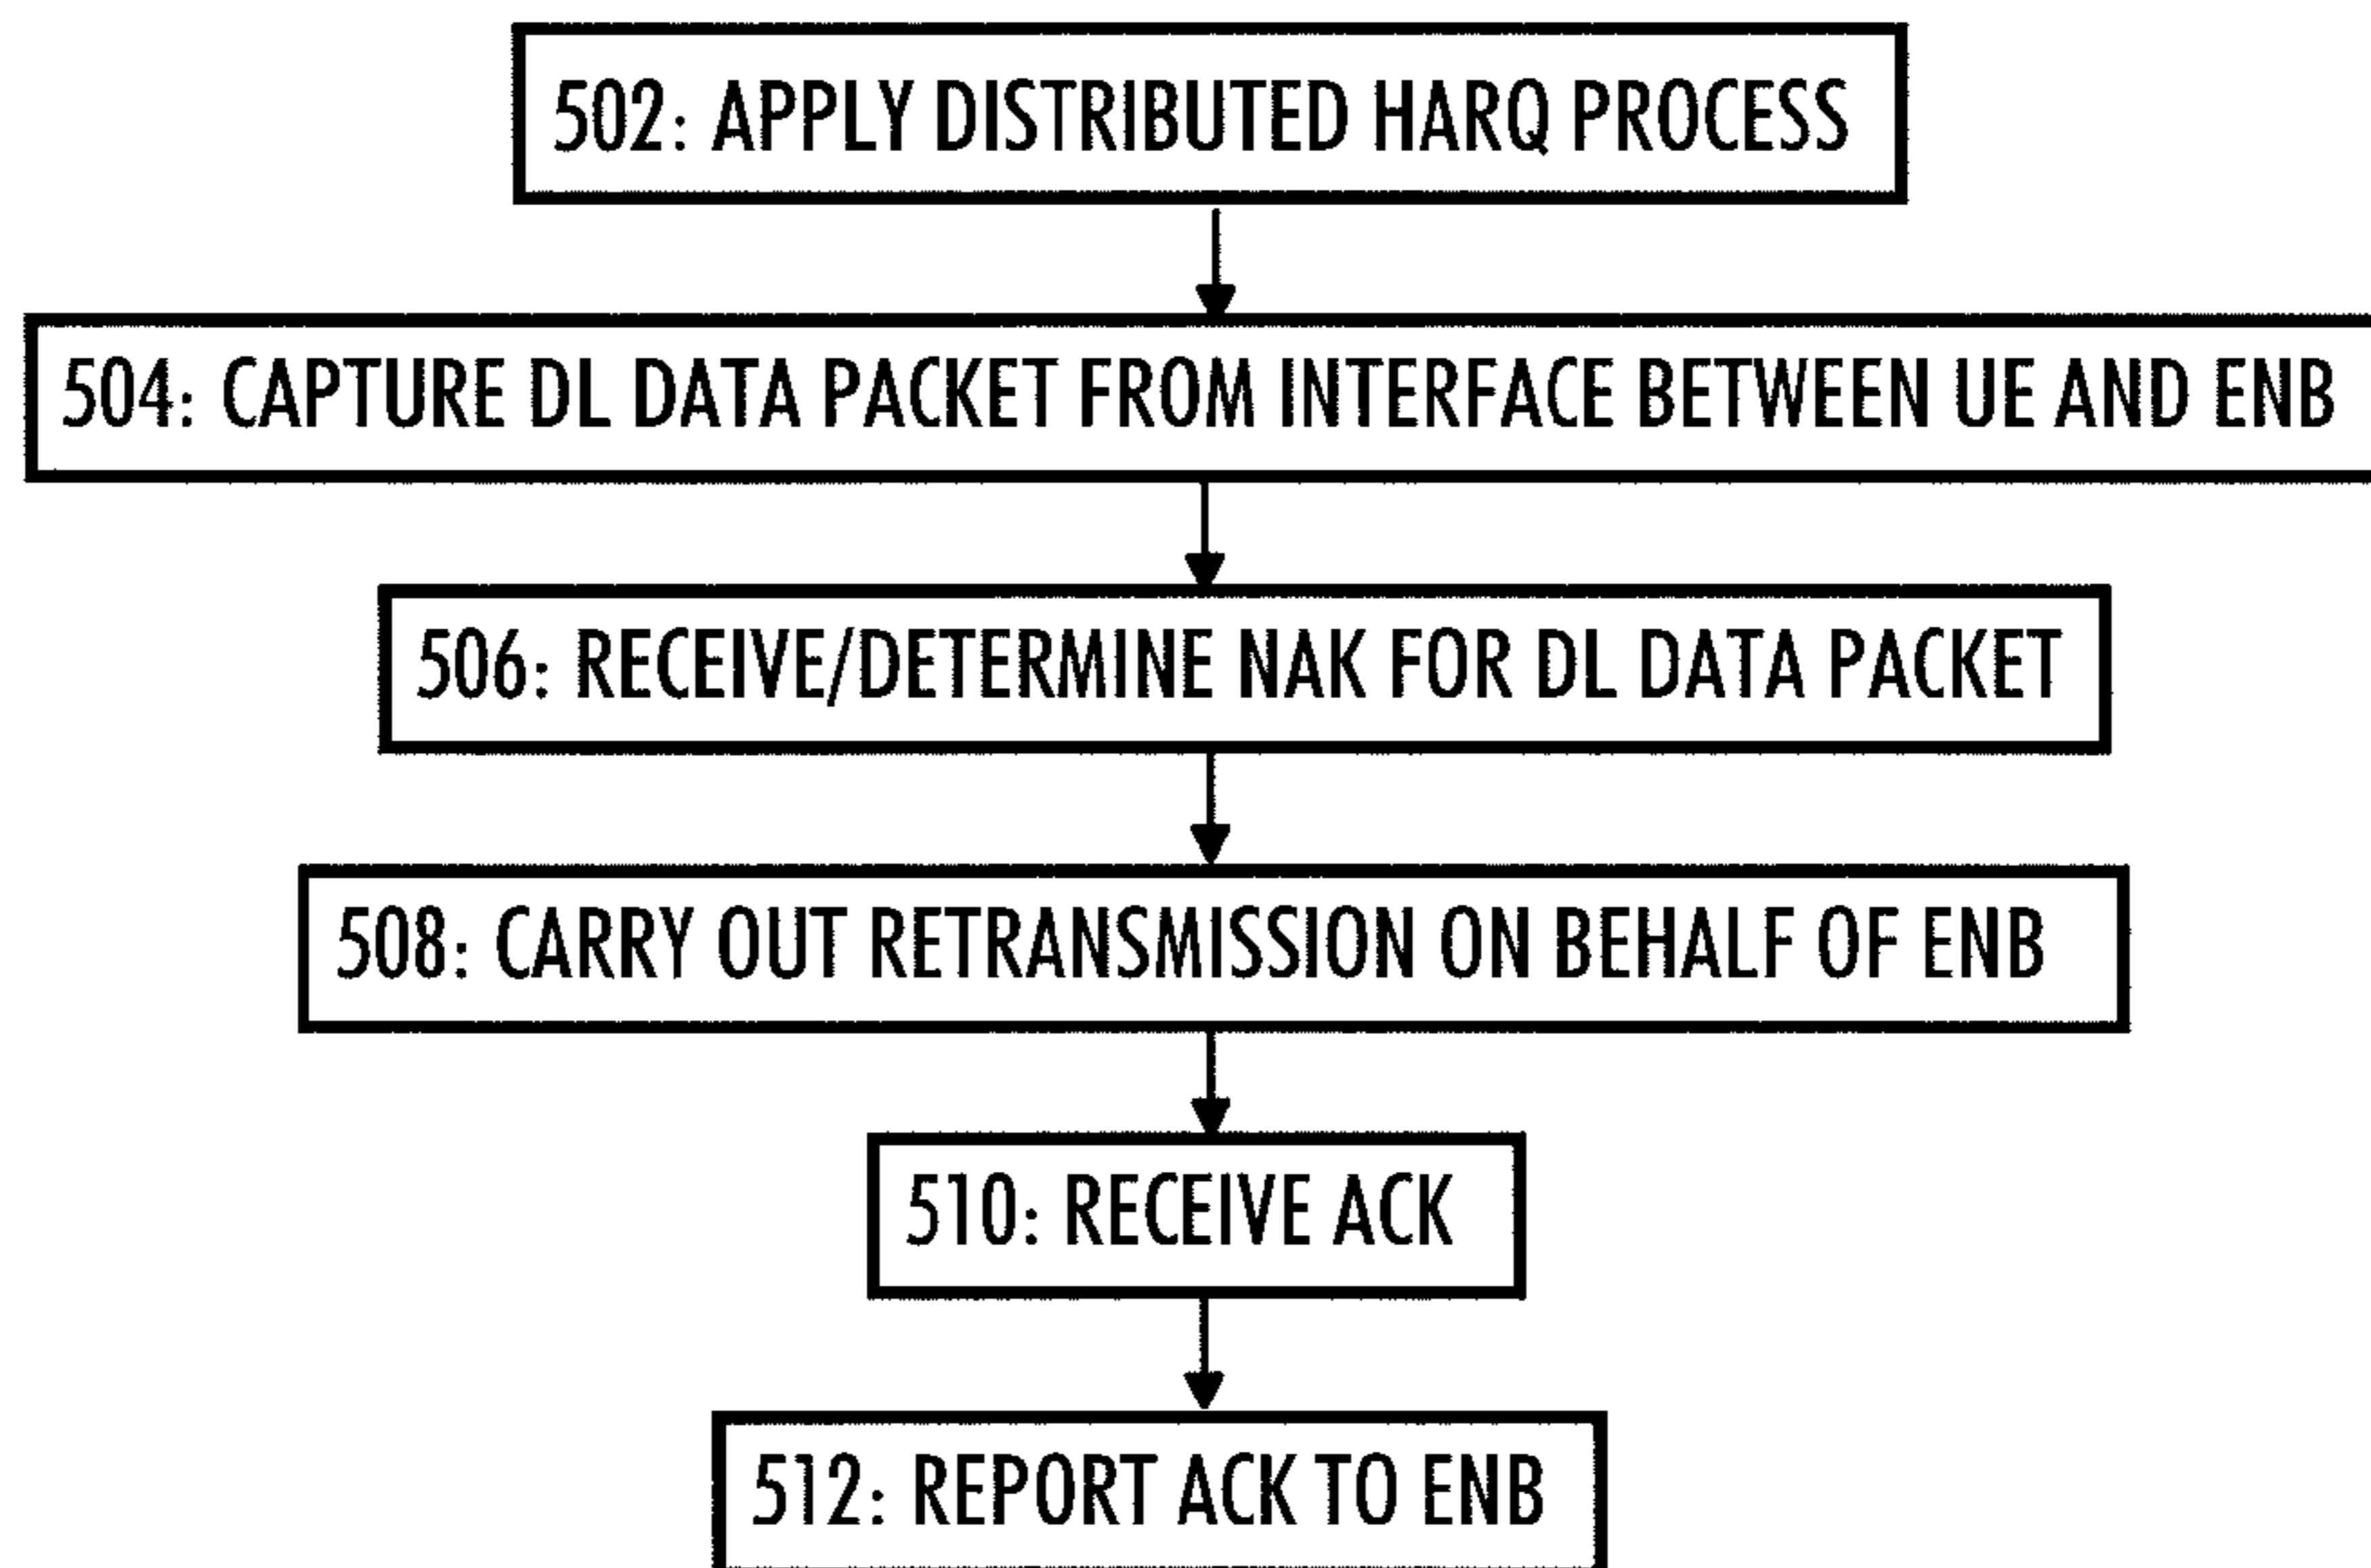 502: APPLY DISTRIBUTED HARQ PROCESS
504: CAPTURE DL DATA PACKET FROM INTERFACE BETWEEN UE AND ENB
506: RECEIVE/DETERMINE NAK FOR DL DATA PACKET
508: CARRY OUT RETRANSMISSION ON BEHALF OF ENB
510: RECEIVE ACK
512: REPORT ACK TO ENB